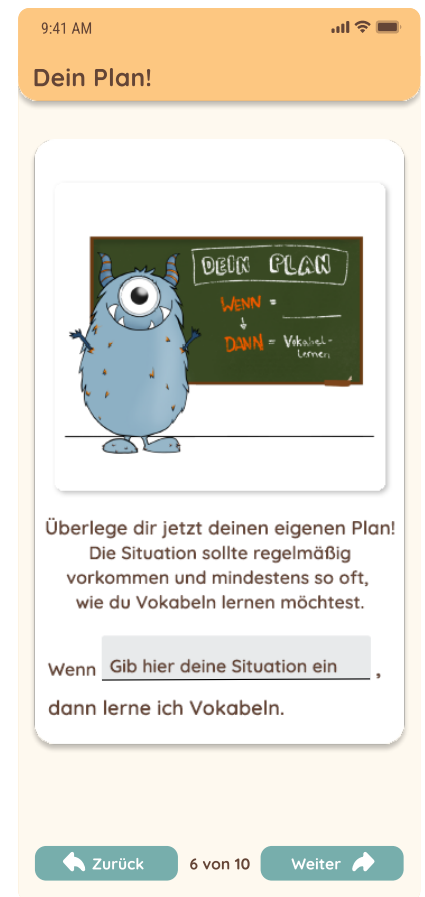 9:41 AM
Dein Plan!
DEIN PLAN
WENN =
DANN = Vokabel-
lernen
Überlege dir jetzt deinen eigenen Plan!
Die Situation sollte regelmäßig
vorkommen und mindestens so oft,
wie du Vokabeln lernen möchtest.
Wenn Gib hier deine Situation ein ,
dann lerne ich Vokabeln.
Zurück 6 von 10 Weiter